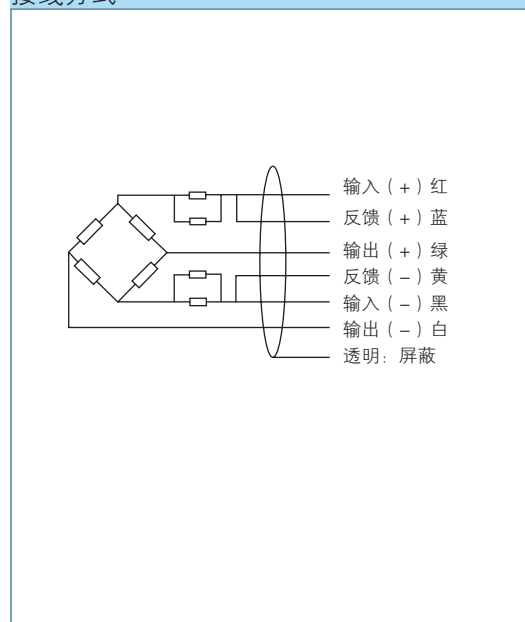 接线方式
输入（+）红
反馈（+）蓝
输出（+）绿
反馈（−）黄
输入（−）黑
输出（−）白
透明：屏蔽